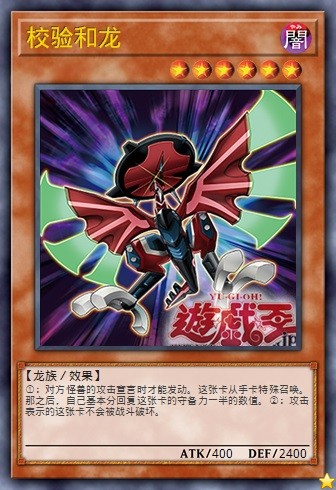 校验和龙
闇
YU-GI-OH!
遊戯王
【龙族／效果】
①：对方怪兽的攻击宣言时才能发动。这张卡从手卡特殊召唤。
那之后，自己基本分回复这张卡的守备力一半的数值。②：攻击
表示的这张卡不会被战斗破坏。
ATK/400 DEF/2400